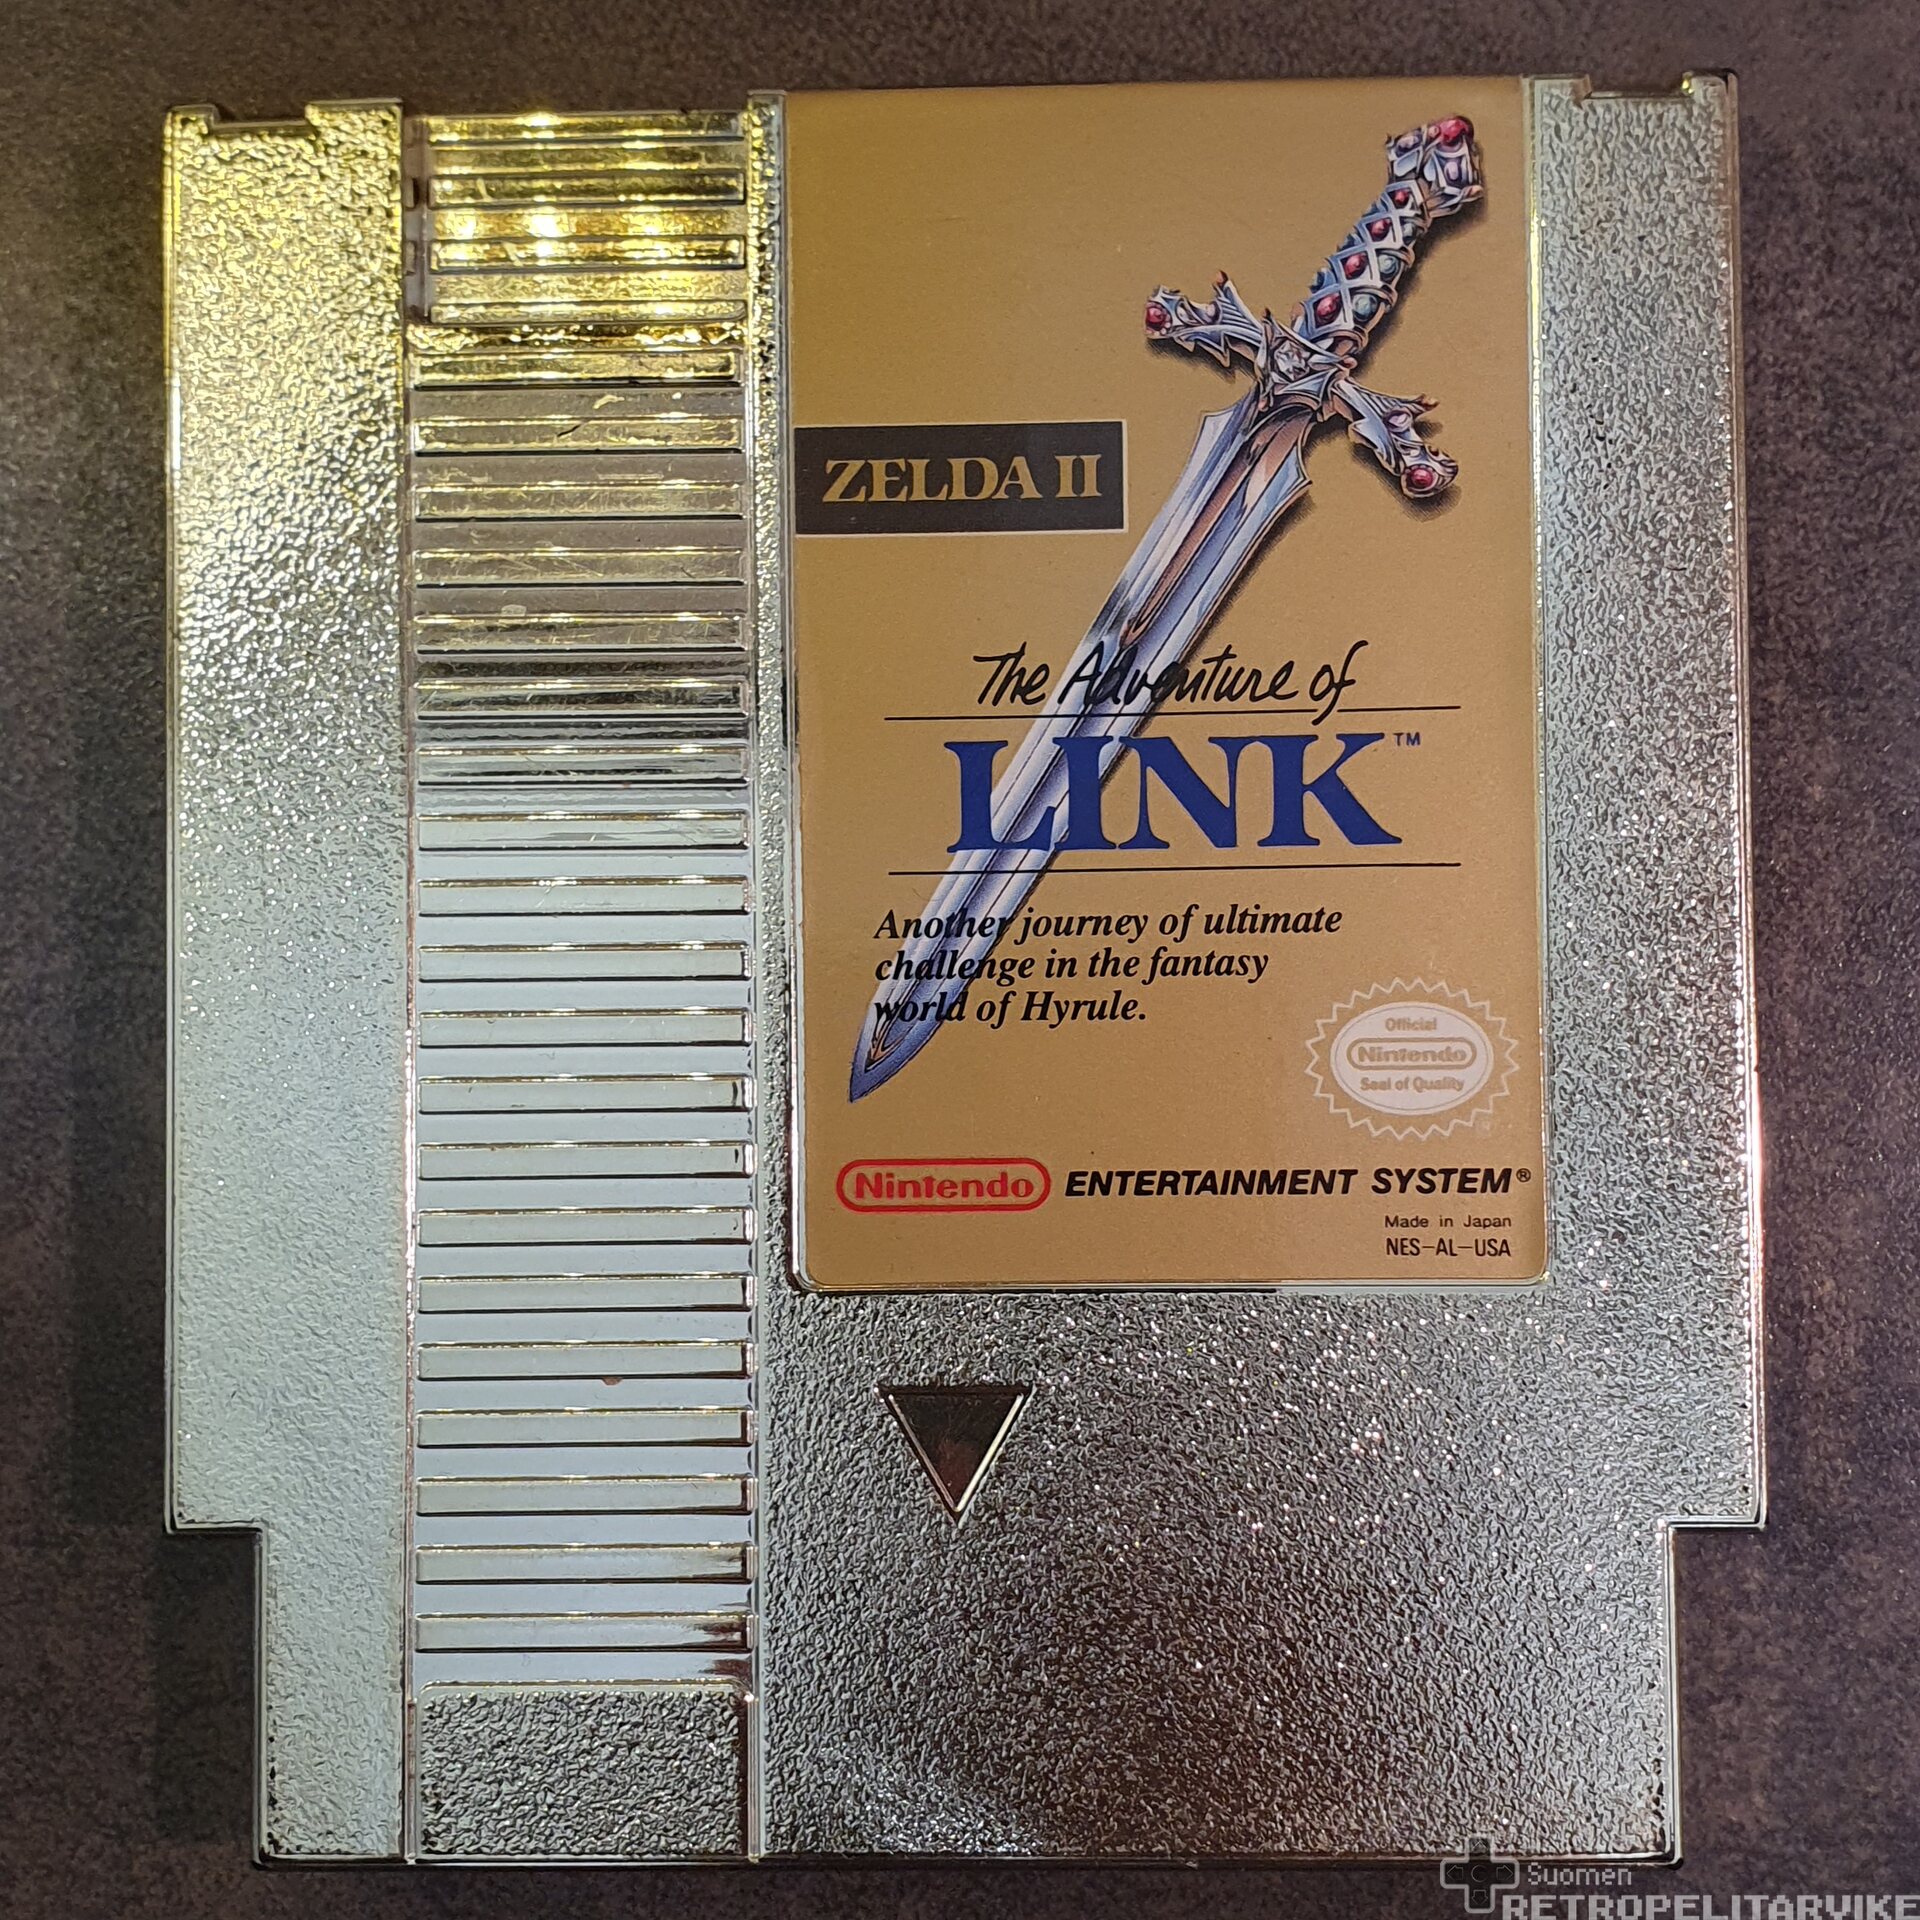 ZELDA II
The Adventure of
LINK™
Another journey of ultimate
challenge in the fantasy
world of Hyrule.
Official
Nintendo
Seal of Quality
Nintendo ENTERTAINMENT SYSTEM®
Made in Japan
NES-AL-USA
Suomen
RETROPELITARVIKE